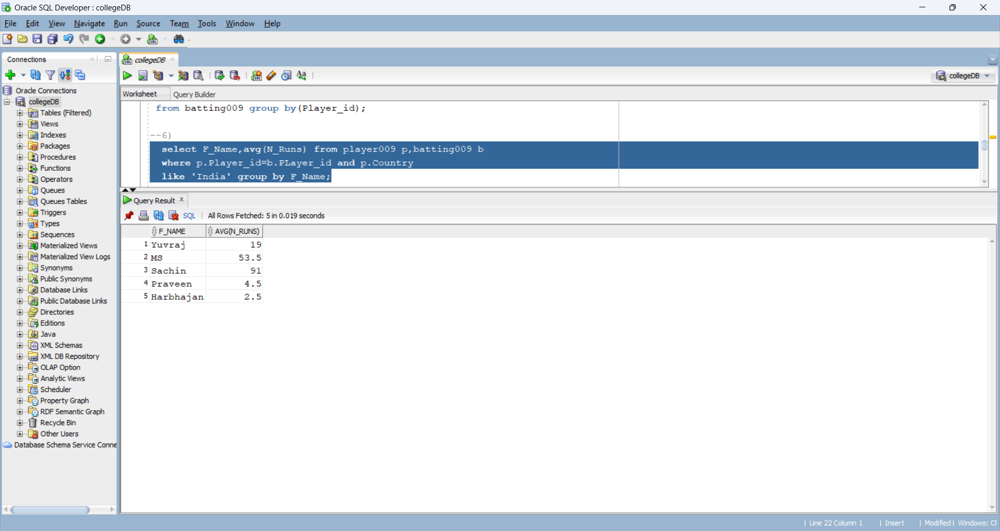 Oracle SQL Developer : collegeDB
File Edit View Navigate Run Source Team Tools Window Help
Connections
Oracle Connections
collegeDB
Tables (Filtered)
Views
Indexes
Packages
Procedures
Functions
Operators
Queues
Queues Tables
Triggers
Types
Sequences
Materialized Views
Materialized View Logs
Synonyms
Public Synonyms
Database Links
Public Database Links
Directories
Editions
Java
XML Schemas
XML DB Repository
OLAP Option
Analytic Views
Scheduler
Property Graph
RDF Semantic Graph
Recycle Bin
Other Users
Database Schema Service Conne
collegeDB
collegeDB
Worksheet Query Builder
from batting009 group by(Player_id);
--6)
select F_Name,avg(N_Runs) from player009 p,batting009 b
where p.Player_id=b.PLayer_id and p.Country
like 'India' group by F_Name;
Query Result
SQL | All Rows Fetched: 5 in 0.019 seconds
F_NAME AVG(N_RUNS)
1 Yuvraj 19
2 MS 53.5
3 Sachin 91
4 Praveen 4.5
5 Harbhajan 2.5
| Line 22 Column 1 | Insert | Modified | Windows: CF